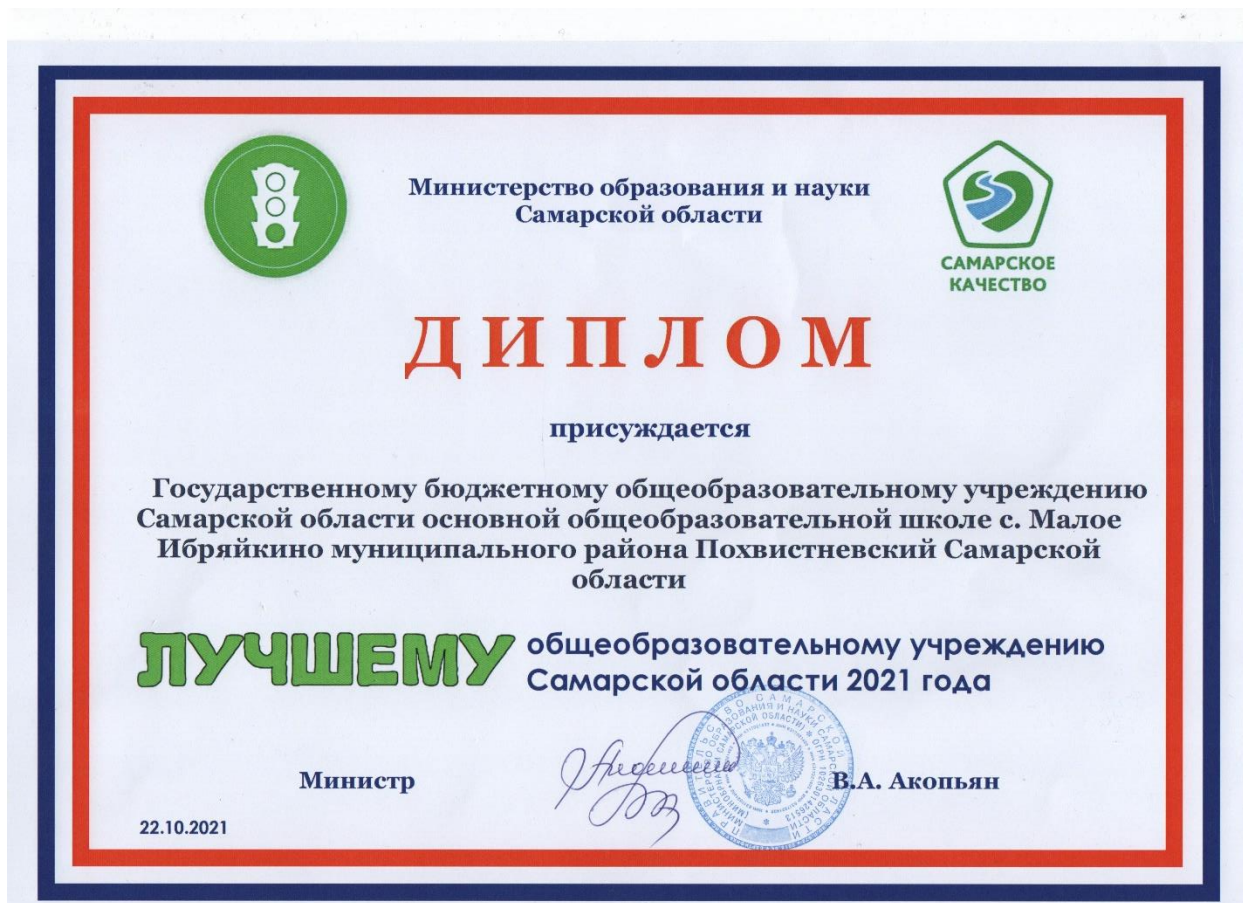 Министерство образования и науки
Самарской области
САМАРСКОЕ
КАЧЕСТВО
ДИПЛОМ
присуждается
Государственному бюджетному общеобразовательному учреждению
Самарской области основной общеобразовательной школе с. Малое
Ибряйкино муниципального района Похвистневский Самарской
области
ЛУЧШЕМУ общеобразовательному учреждению
Самарской области 2021 года
Министр
В.А. Акопьян
22.10.2021